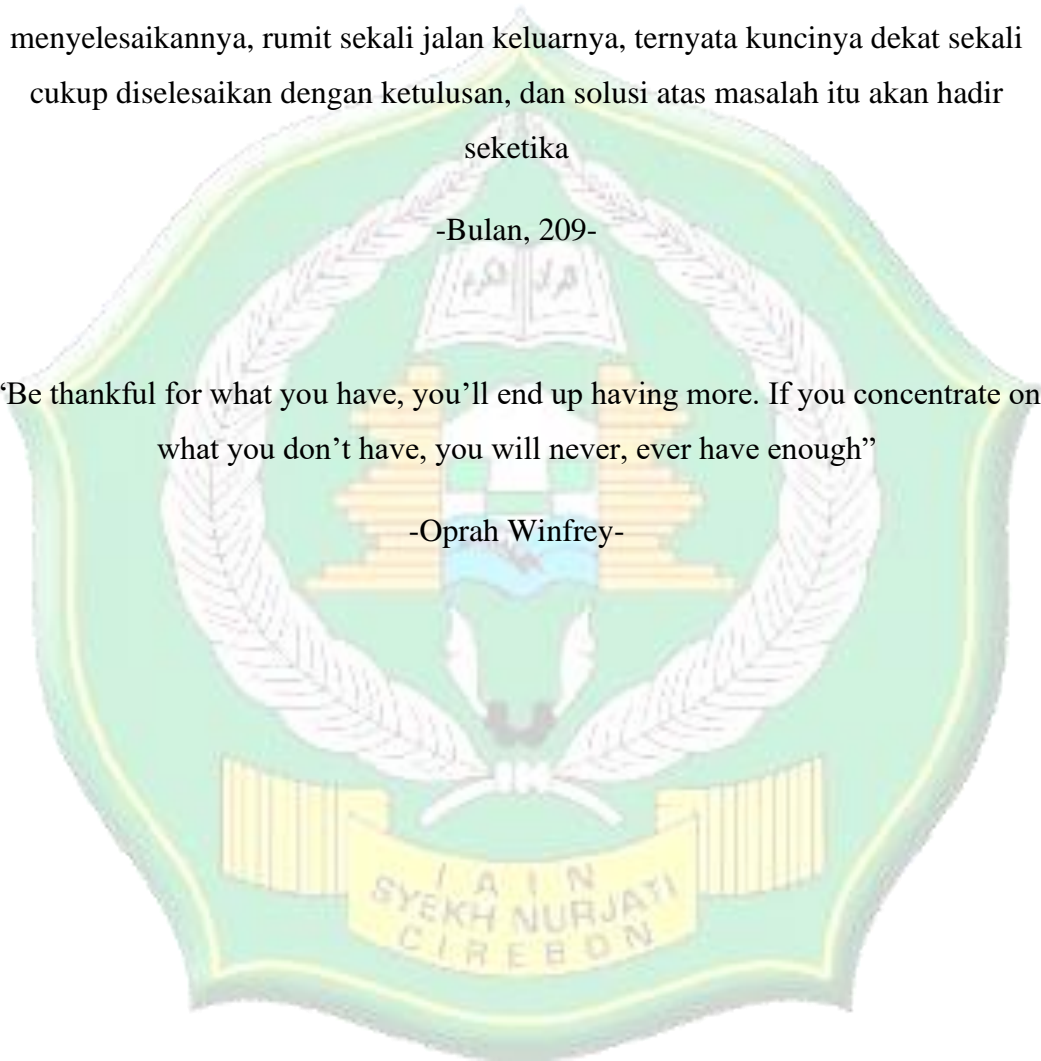 menyelesaikannya, rumit sekali jalan keluarnya, ternyata kuncinya dekat sekali
cukup diselesaikan dengan ketulusan, dan solusi atas masalah itu akan hadir
seketika
-Bulan, 209-
“Be thankful for what you have, you’ll end up having more. If you concentrate on
what you don’t have, you will never, ever have enough”
-Oprah Winfrey-
IAIN
SYEKH NURJATI
CIREBON